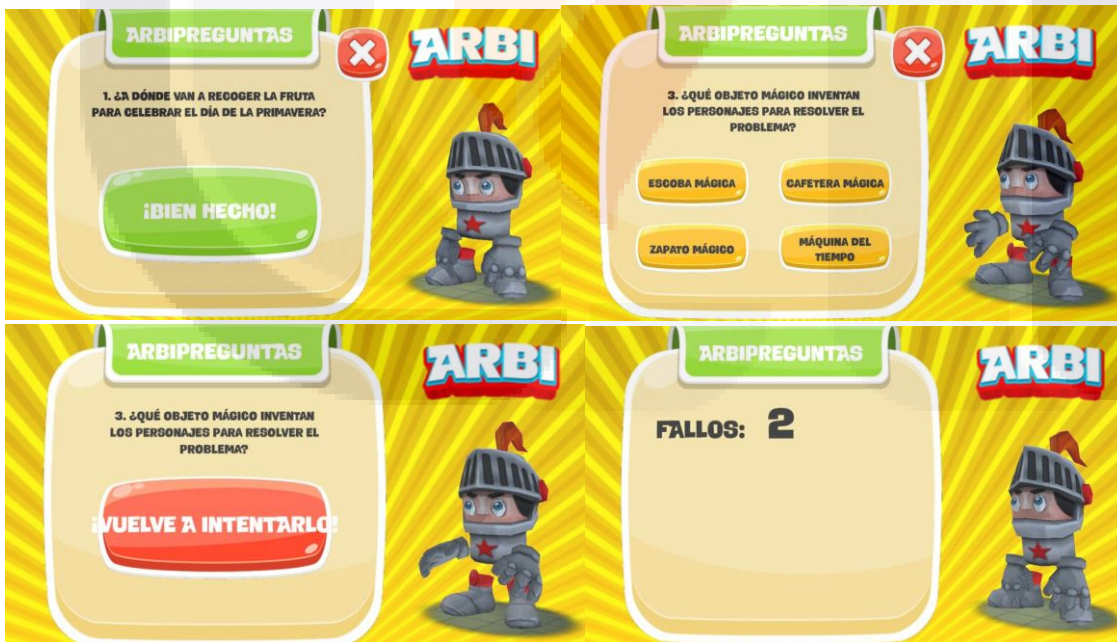 ARBIPREGUNTAS
ARBI
1. ¿A DÓNDE VAN A RECOGER LA FRUTA
PARA CELEBRAR EL DÍA DE LA PRIMAVERA?
¡BIEN HECHO!
ARBIPREGUNTAS
ARBI
3. ¿QUÉ OBJETO MÁGICO INVENTAN
LOS PERSONAJES PARA RESOLVER EL
PROBLEMA?
ESCOBA MÁGICA
CAFETERA MÁGICA
ZAPATO MÁGICO
MÁQUINA DEL
TIEMPO
ARBIPREGUNTAS
ARBI
3. ¿QUÉ OBJETO MÁGICO INVENTAN
LOS PERSONAJES PARA RESOLVER EL
PROBLEMA?
¡VUELVE A INTENTARLO!
ARBIPREGUNTAS
ARBI
FALLOS: 2